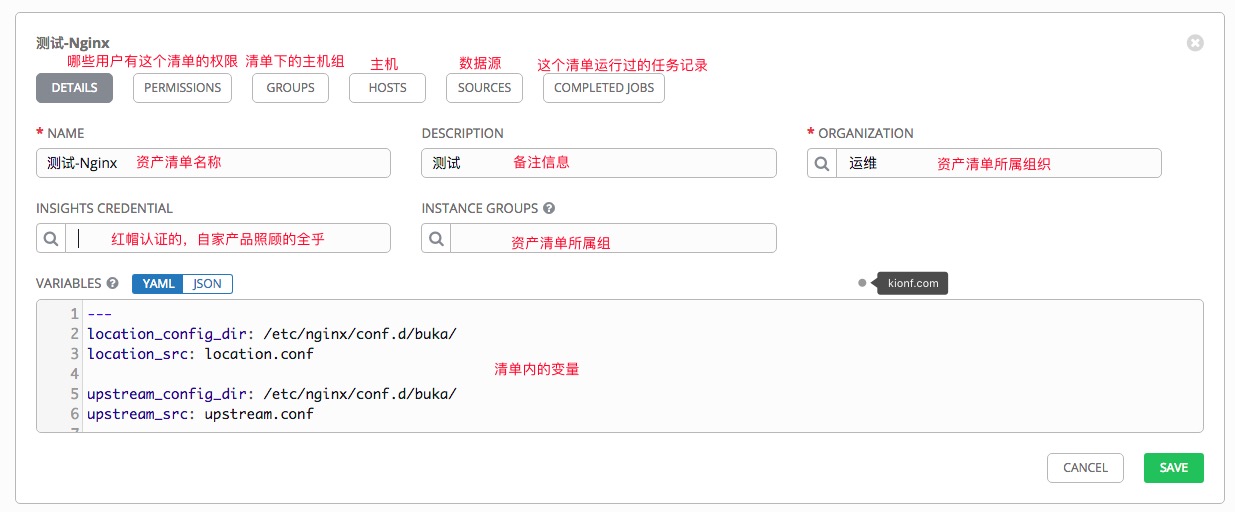 测试-Nginx
哪些用户有这个清单的权限 清单下的主机组 主机 数据源 这个清单运行过的任务记录
DETAILS PERMISSIONS GROUPS HOSTS SOURCES COMPLETED JOBS
* NAME DESCRIPTION * ORGANIZATION
测试-Nginx 资产清单名称 测试 备注信息 运维 资产清单所属组织
INSIGHTS CREDENTIAL INSTANCE GROUPS ?
红帽认证的，自家产品照顾的全乎 资产清单所属组
VARIABLES ? YAML JSON kionf.com
1 ---
2 location_config_dir: /etc/nginx/conf.d/buka/
3 location_src: location.conf
清单内的变量
4
5 upstream_config_dir: /etc/nginx/conf.d/buka/
6 upstream_src: upstream.conf
7
CANCEL SAVE